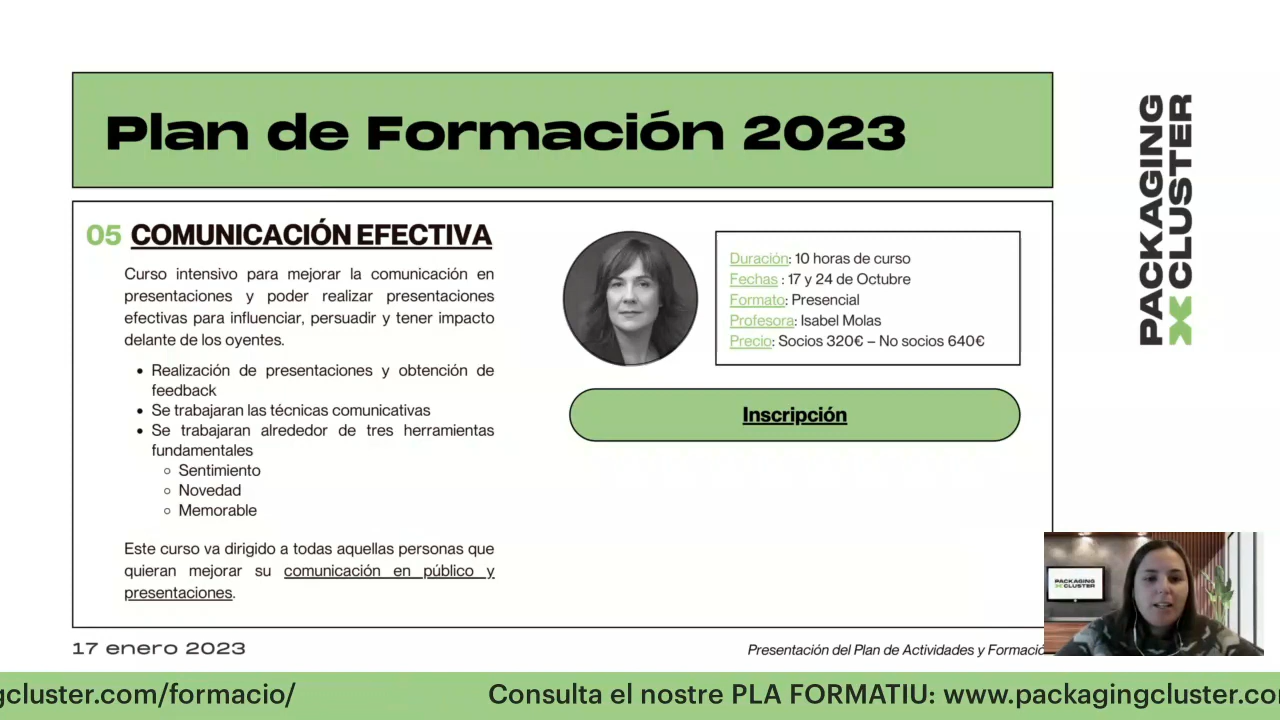 Plan de Formación 2023
PACKAGING
CLUSTER
05 COMUNICACIÓN EFECTIVA
Curso intensivo para mejorar la comunicación en
presentaciones y poder realizar presentaciones
efectivas para influenciar, persuadir y tener impacto
delante de los oyentes.
Realización de presentaciones y obtención de
feedback
Se trabajaran las técnicas comunicativas
Se trabajaran alrededor de tres herramientas
fundamentales
Sentimiento
Novedad
Memorable
Este curso va dirigido a todas aquellas personas que
quieran mejorar su comunicación en público y
presentaciones.
Duración: 10 horas de curso
Fechas : 17 y 24 de Octubre
Formato: Presencial
Profesora: Isabel Molas
Precio: Socios 320€ – No socios 640€
Inscripción
PACKAGING
CLUSTER
17 enero 2023
Presentación del Plan de Actividades y Formació
gcluster.com/formacio/ Consulta el nostre PLA FORMATIU: www.packagingcluster.co